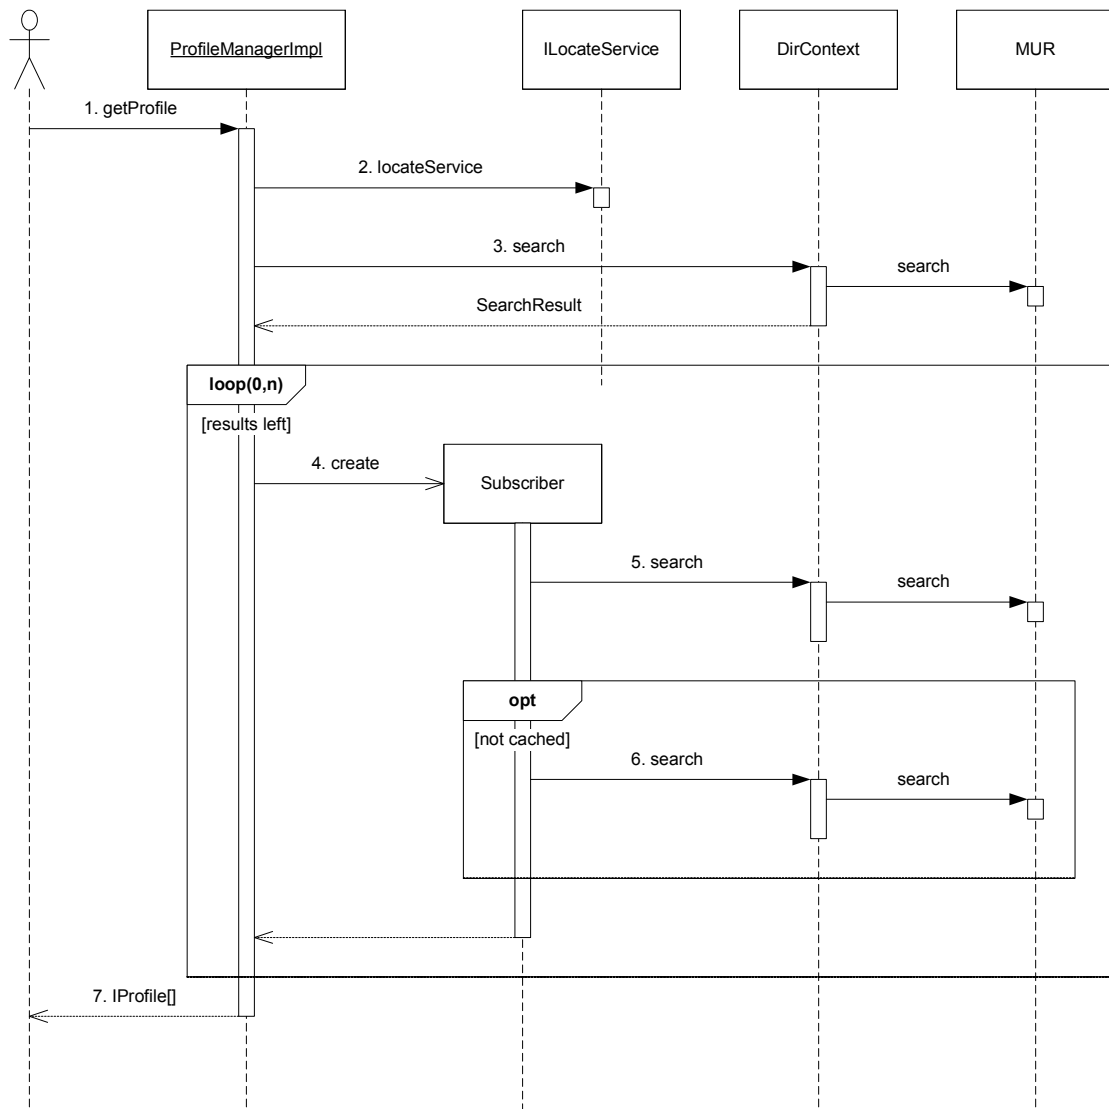 ProfileManagerImpl
ILocateService
DirContext
MUR
1. getProfile
2. locateService
3. search
search
SearchResult
loop(0,n)
[results left]
4. create
Subscriber
5. search
search
opt
[not cached]
6. search
search
7. IProfile[]